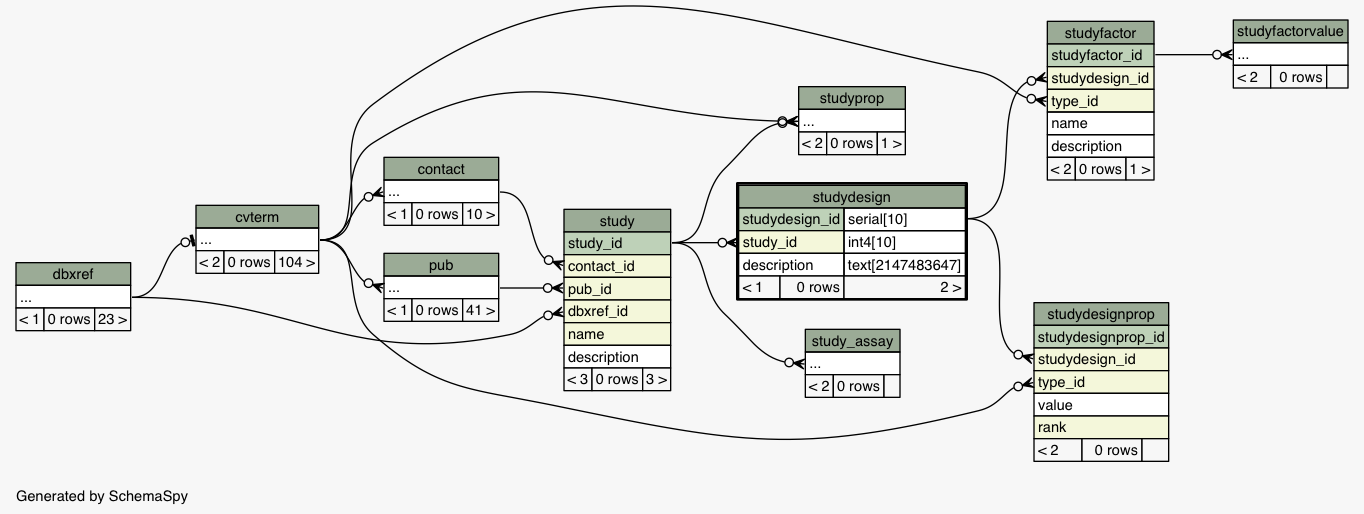 studyfactor
studyfactor_id
studydesign_id
type_id
name
description
< 2 0 rows 1 >
studyfactorvalue
...
< 2 0 rows
studyprop
...
< 2 0 rows 1 >
contact
...
< 1 0 rows 10 >
studydesign
studydesign_id serial[10]
study_id int4[10]
description text[2147483647]
< 1 0 rows 2 >
cvterm
...
< 2 0 rows 104 >
study
study_id
contact_id
pub_id
dbxref_id
name
description
< 3 0 rows 3 >
pub
...
< 1 0 rows 41 >
dbxref
...
< 1 0 rows 23 >
study_assay
...
< 2 0 rows
studydesignprop
studydesignprop_id
studydesign_id
type_id
value
rank
< 2 0 rows
Generated by SchemaSpy